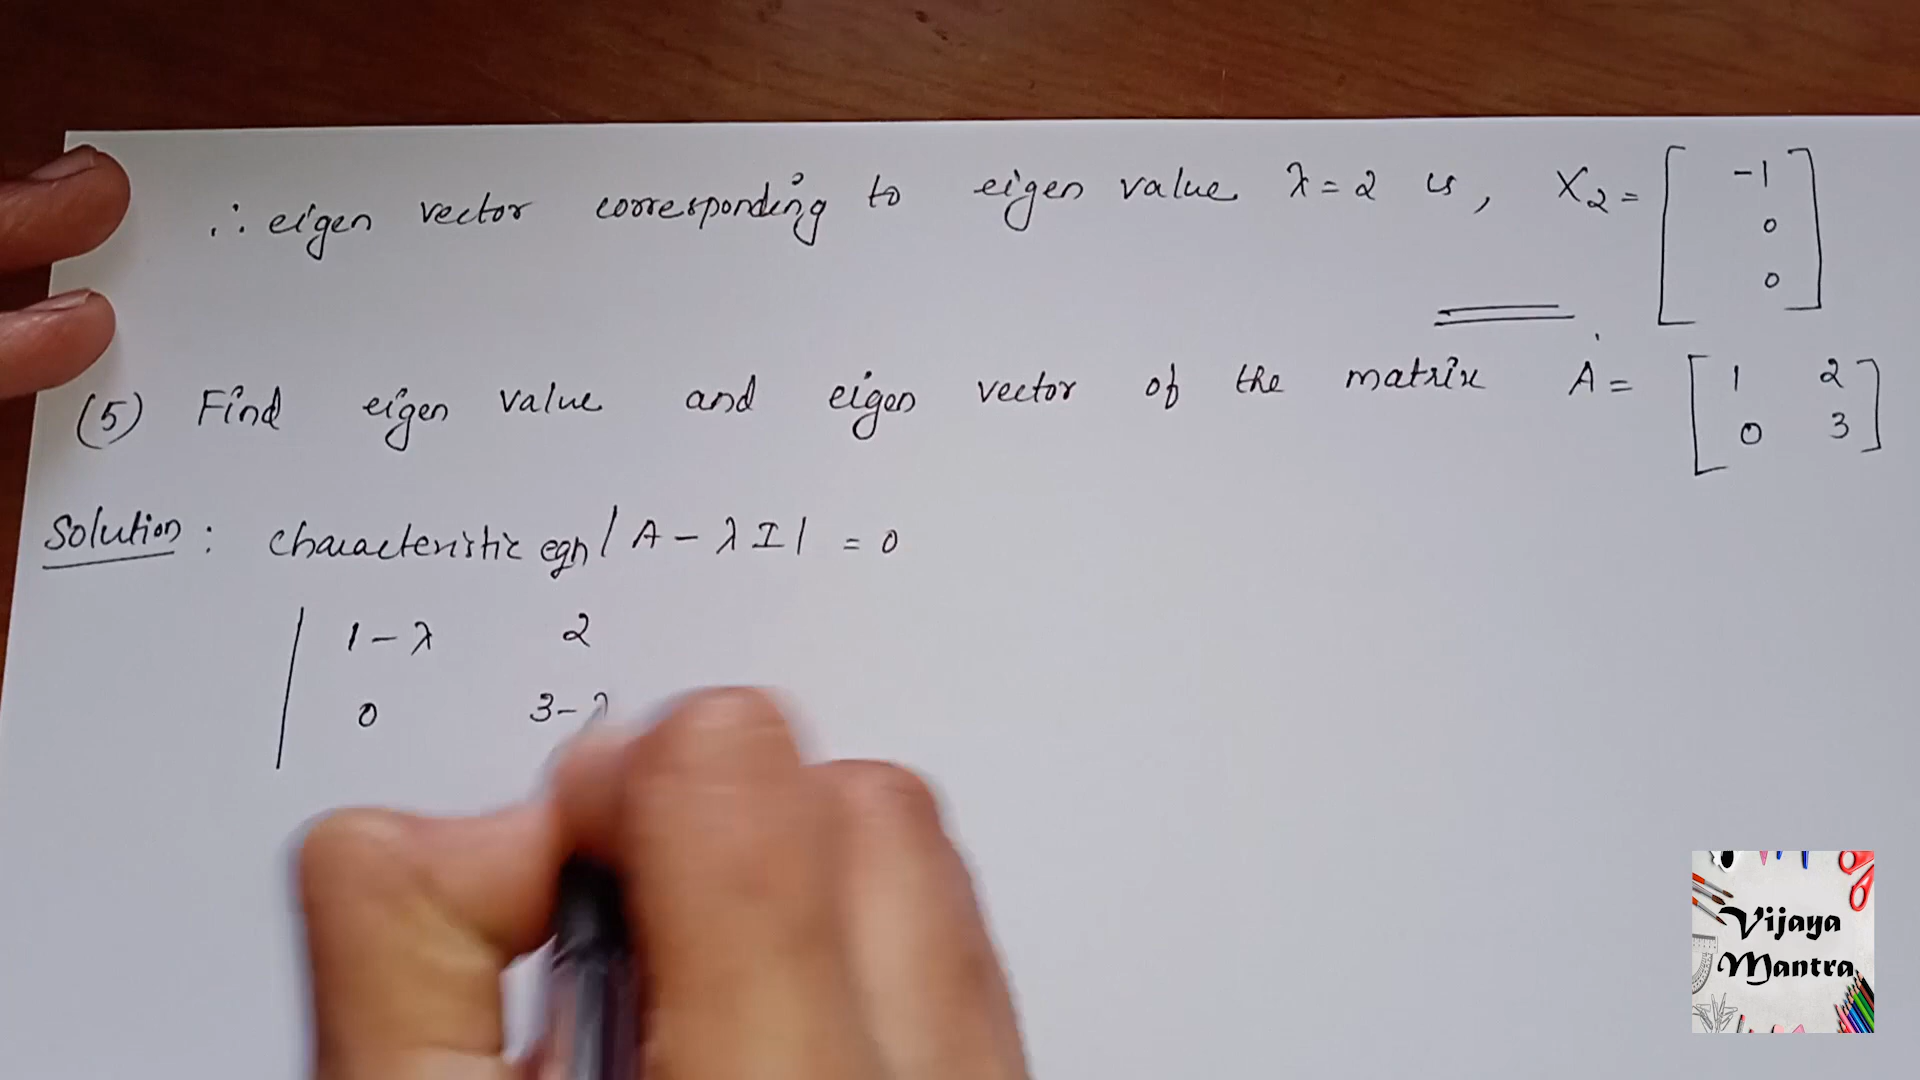 ∴ eigen vector corresponding to eigen value λ = 2 is, X2 = [ -1
0
0 ]
(5) Find eigen value and eigen vector of the matrix A = [ 1 2
0 3 ]
Solution : Characteristic eqn | A - λ I | = 0
| 1 - λ 2
0 3 - λ
Vijaya
Mantra